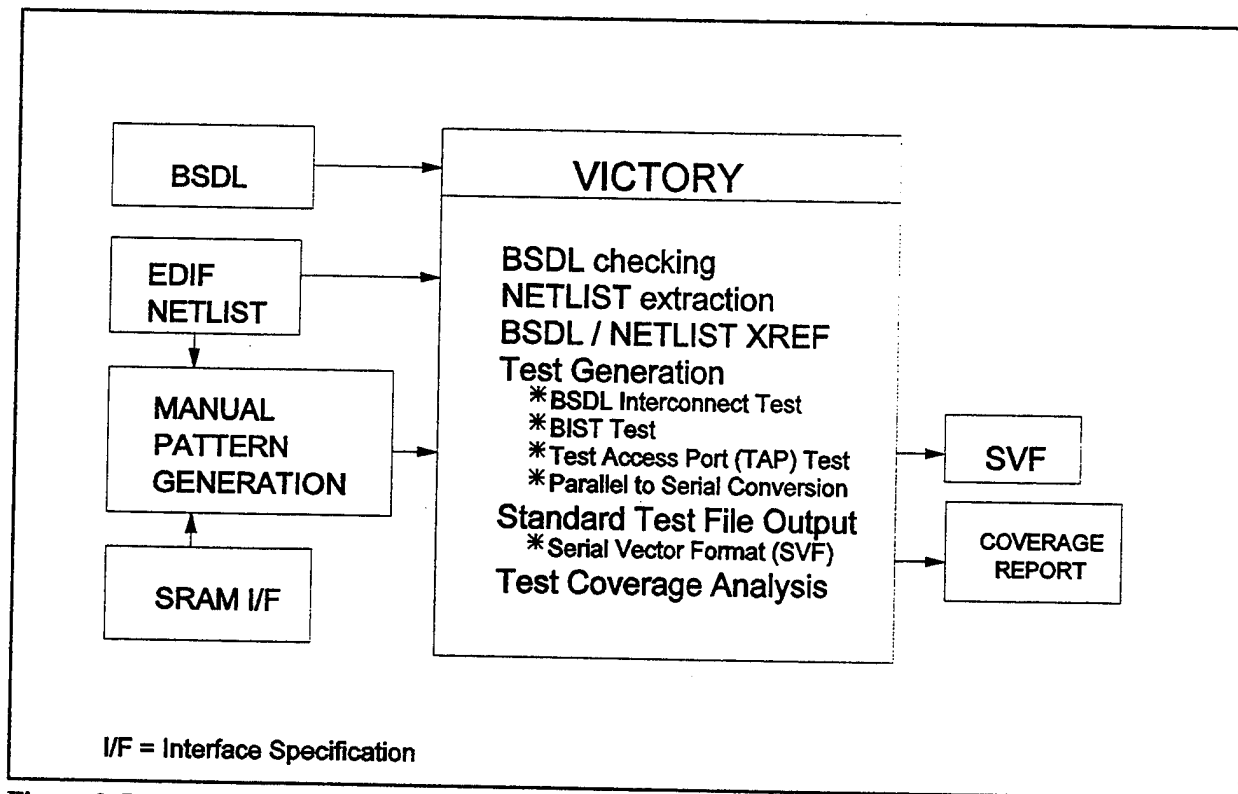 BSDL
EDIF
NETLIST
MANUAL
PATTERN
GENERATION
SRAM I/F
VICTORY
BSDL checking
NETLIST extraction
BSDL / NETLIST XREF
Test Generation
*BSDL Interconnect Test
*BIST Test
*Test Access Port (TAP) Test
*Parallel to Serial Conversion
Standard Test File Output
*Serial Vector Format (SVF)
Test Coverage Analysis
SVF
COVERAGE
REPORT
I/F = Interface Specification